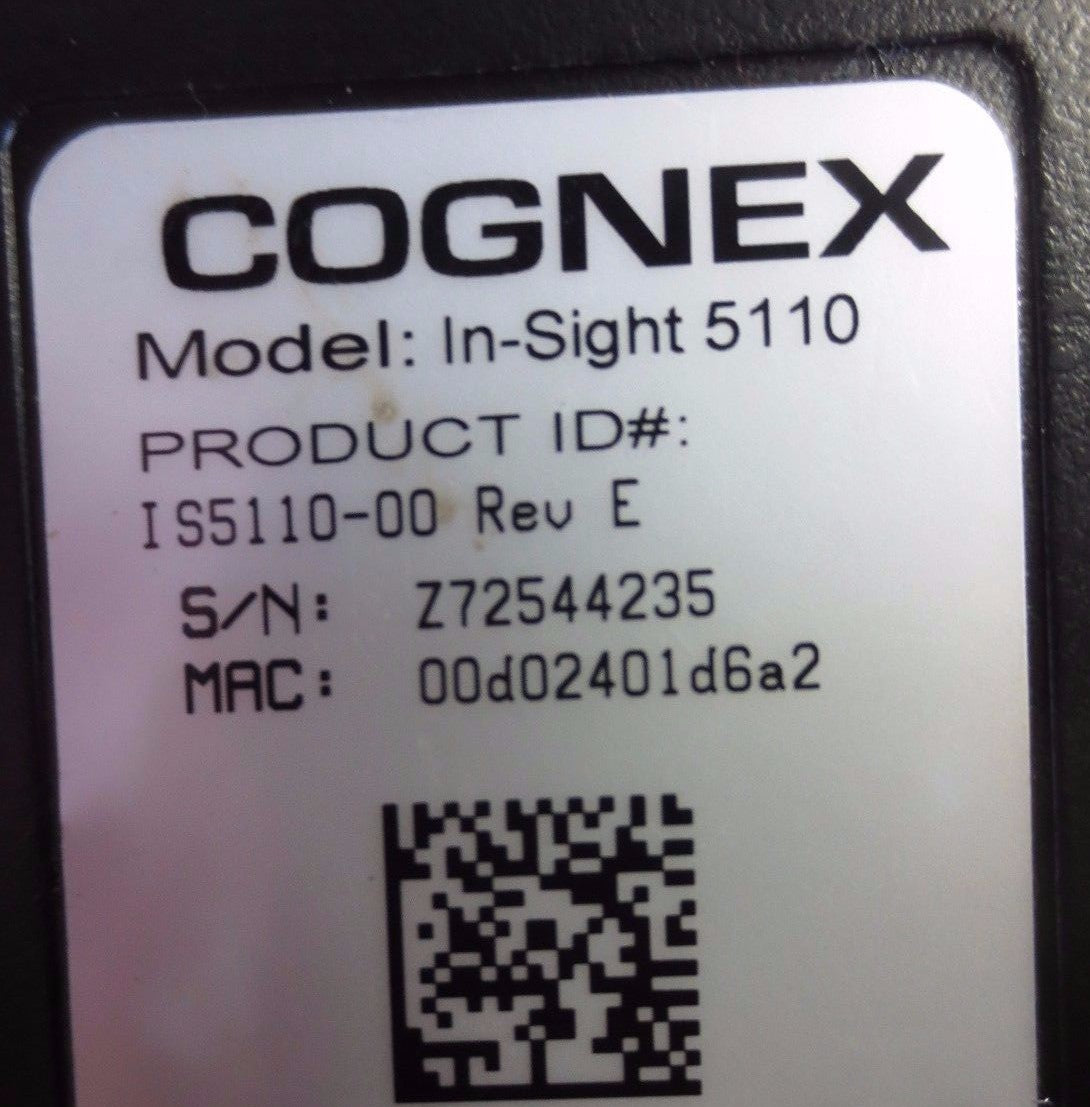 COGNEX
Model: In-Sight 5110
PRODUCT ID#:
IS5110-00 Rev E
S/N: Z72544235
MAC: 00d02401d6a2